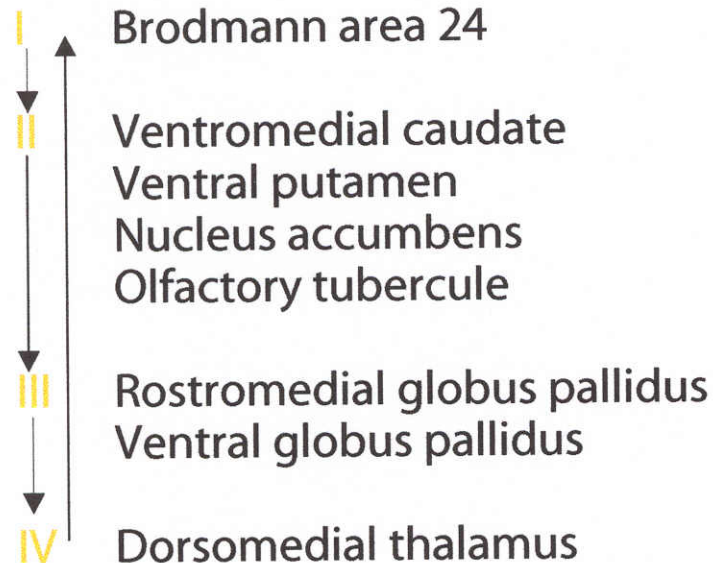 I Brodmann area 24
II Ventromedial caudate
Ventral putamen
Nucleus accumbens
Olfactory tubercule
III Rostromedial globus pallidus
Ventral globus pallidus
IV Dorsomedial thalamus